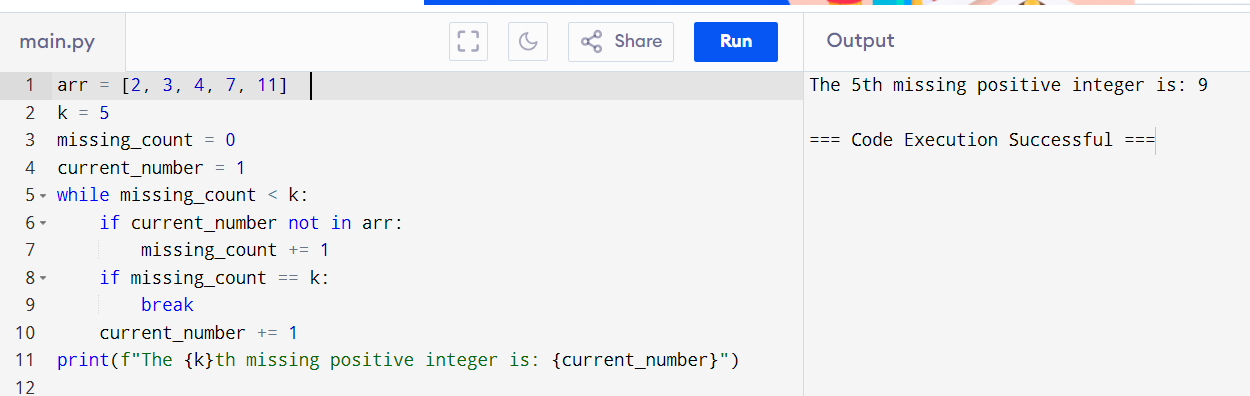 main.py
Share
Run
Output
1 arr = [2, 3, 4, 7, 11]
2 k = 5
3 missing_count = 0
4 current_number = 1
5 while missing_count < k:
6     if current_number not in arr:
7         missing_count += 1
8     if missing_count == k:
9         break
10     current_number += 1
11 print(f"The {k}th missing positive integer is: {current_number}")
12
The 5th missing positive integer is: 9
=== Code Execution Successful ===